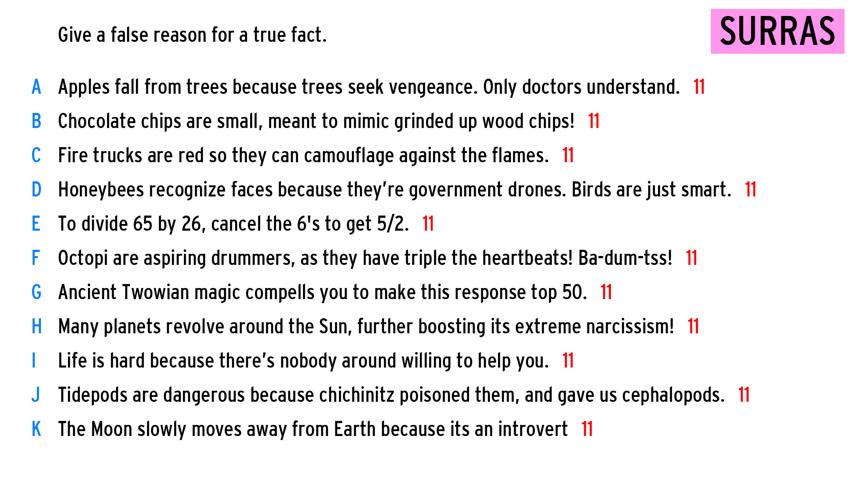 Give a false reason for a true fact.
SURRAS
A Apples fall from trees because trees seek vengeance. Only doctors understand. 11
B Chocolate chips are small, meant to mimic grinded up wood chips! 11
C Fire trucks are red so they can camouflage against the flames. 11
D Honeybees recognize faces because they're government drones. Birds are just smart. 11
E To divide 65 by 26, cancel the 6's to get 5/2. 11
F Octopi are aspiring drummers, as they have triple the heartbeats! Ba-dum-tss! 11
G Ancient Twowian magic compells you to make this response top 50. 11
H Many planets revolve around the Sun, further boosting its extreme narcissism! 11
I Life is hard because there's nobody around willing to help you. 11
J Tidepods are dangerous because chichinitz poisoned them, and gave us cephalopods. 11
K The Moon slowly moves away from Earth because its an introvert 11